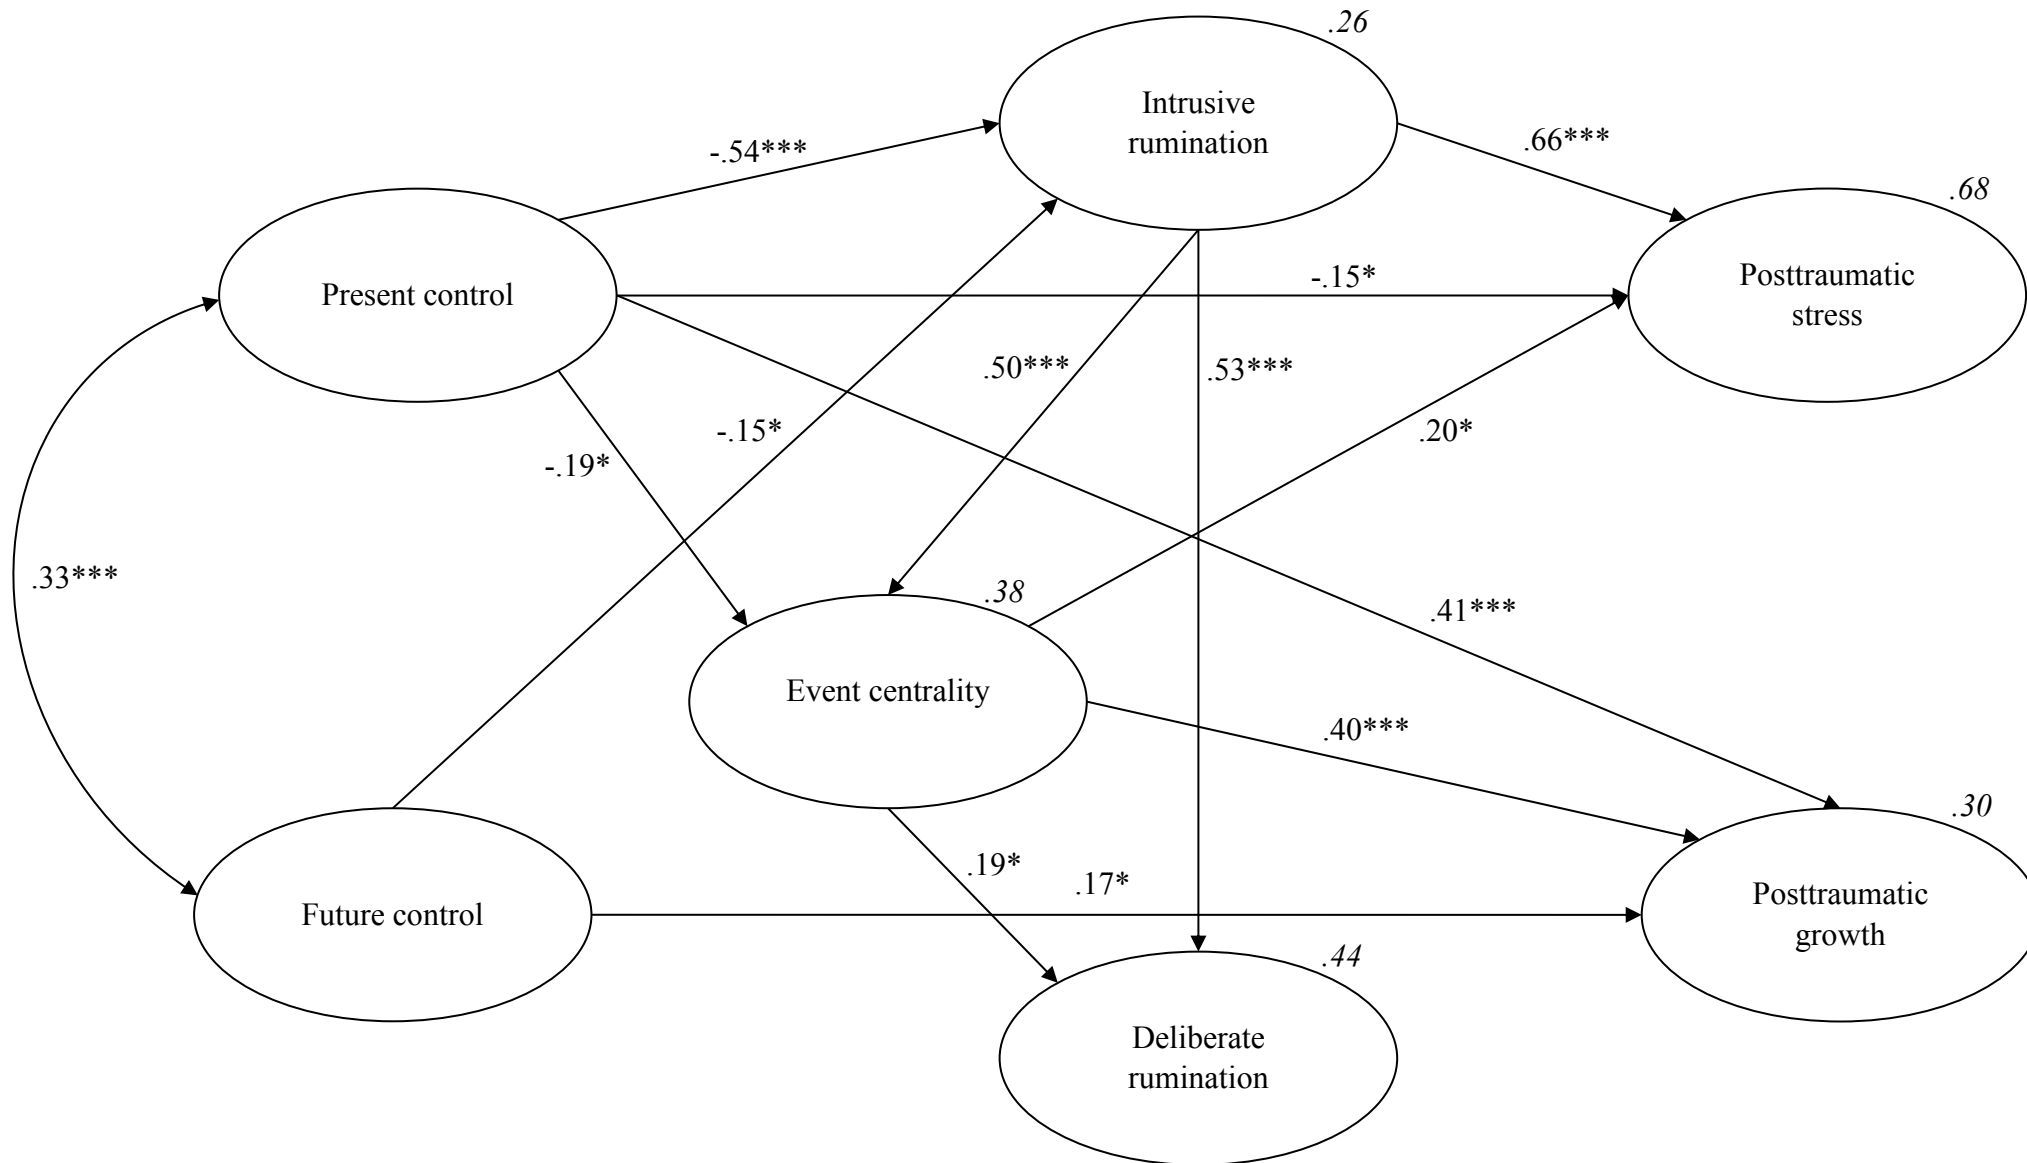 .26
Intrusive
rumination
-.54***
.66***
.68
Present control
-.15*
Posttraumatic
stress
.50***
.53***
-.15*
.20*
-.19*
.33***
.38
.41***
Event centrality
.40***
.30
.19*
.17*
Future control
Posttraumatic
growth
.44
Deliberate
rumination